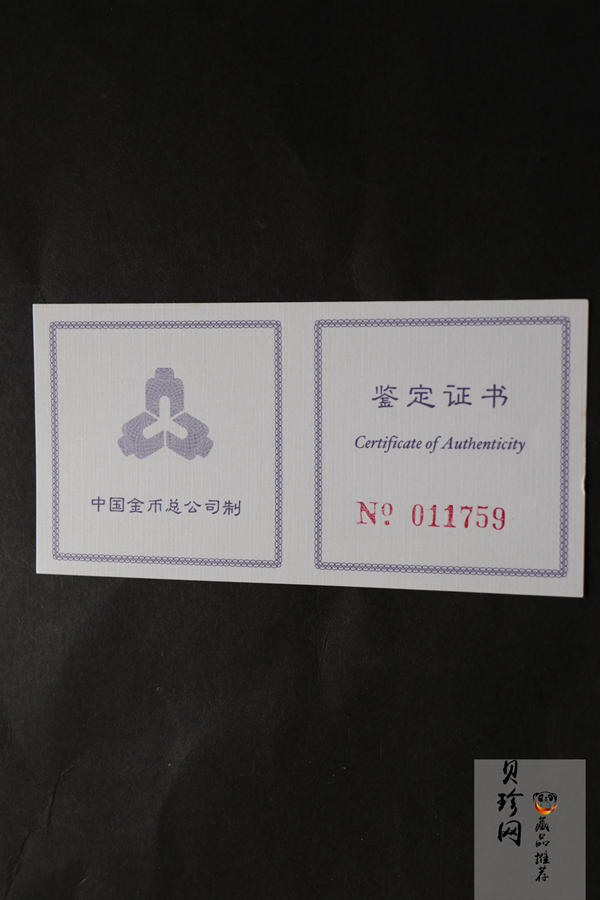 中国金币总公司制
鉴定证书
Certificate of Authenticity
Nº 011759
贝珍网
藏品推荐